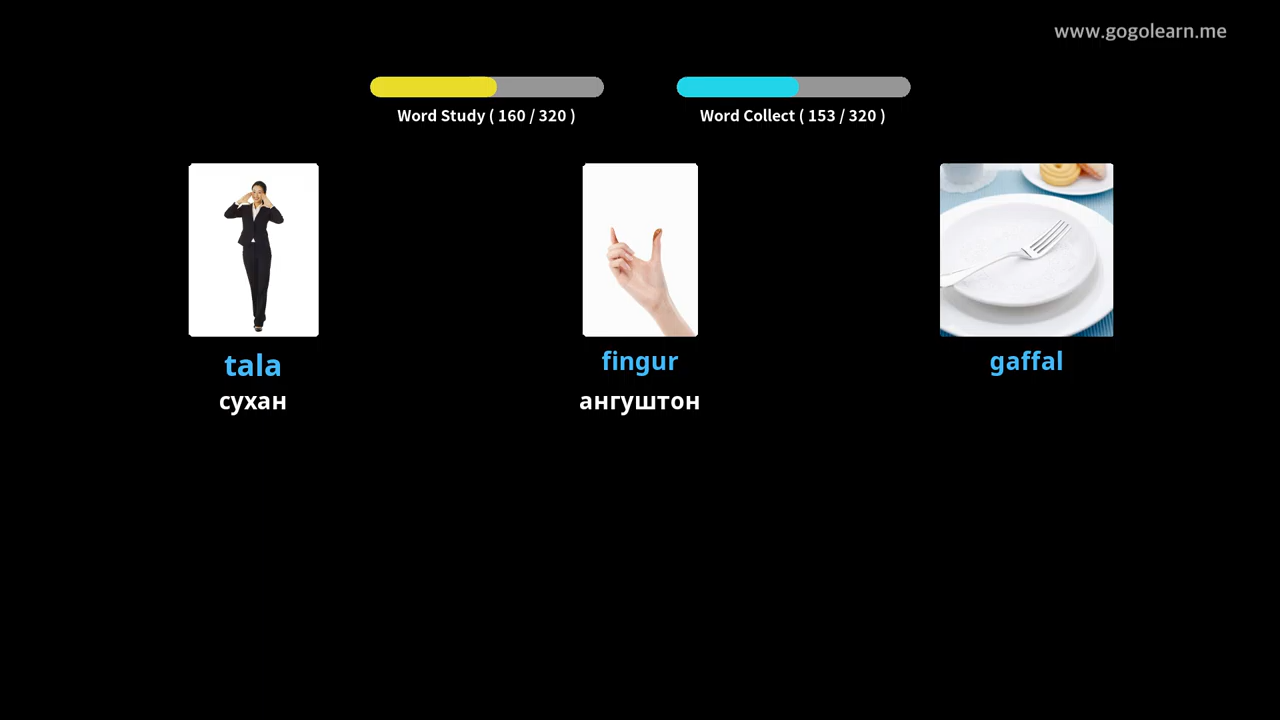 www.gogolearn.me
Word Study ( 160 / 320 )
Word Collect ( 153 / 320 )
tala
fingur
gaffal
сухан
ангуштон